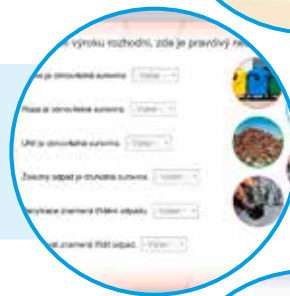 výroku rozhodni, zda je pravdivý
je obnovitelná surovina. - Vyber -
Ropa je obnovitelná surovina. - Vyber -
Uhlí je obnovitelná surovina. - Vyber -
Železný odpad je druhotná surovina. - Vyber -
znamená třídění odpadu. - Vyber -
znamená třídit odpad. - Vyber -